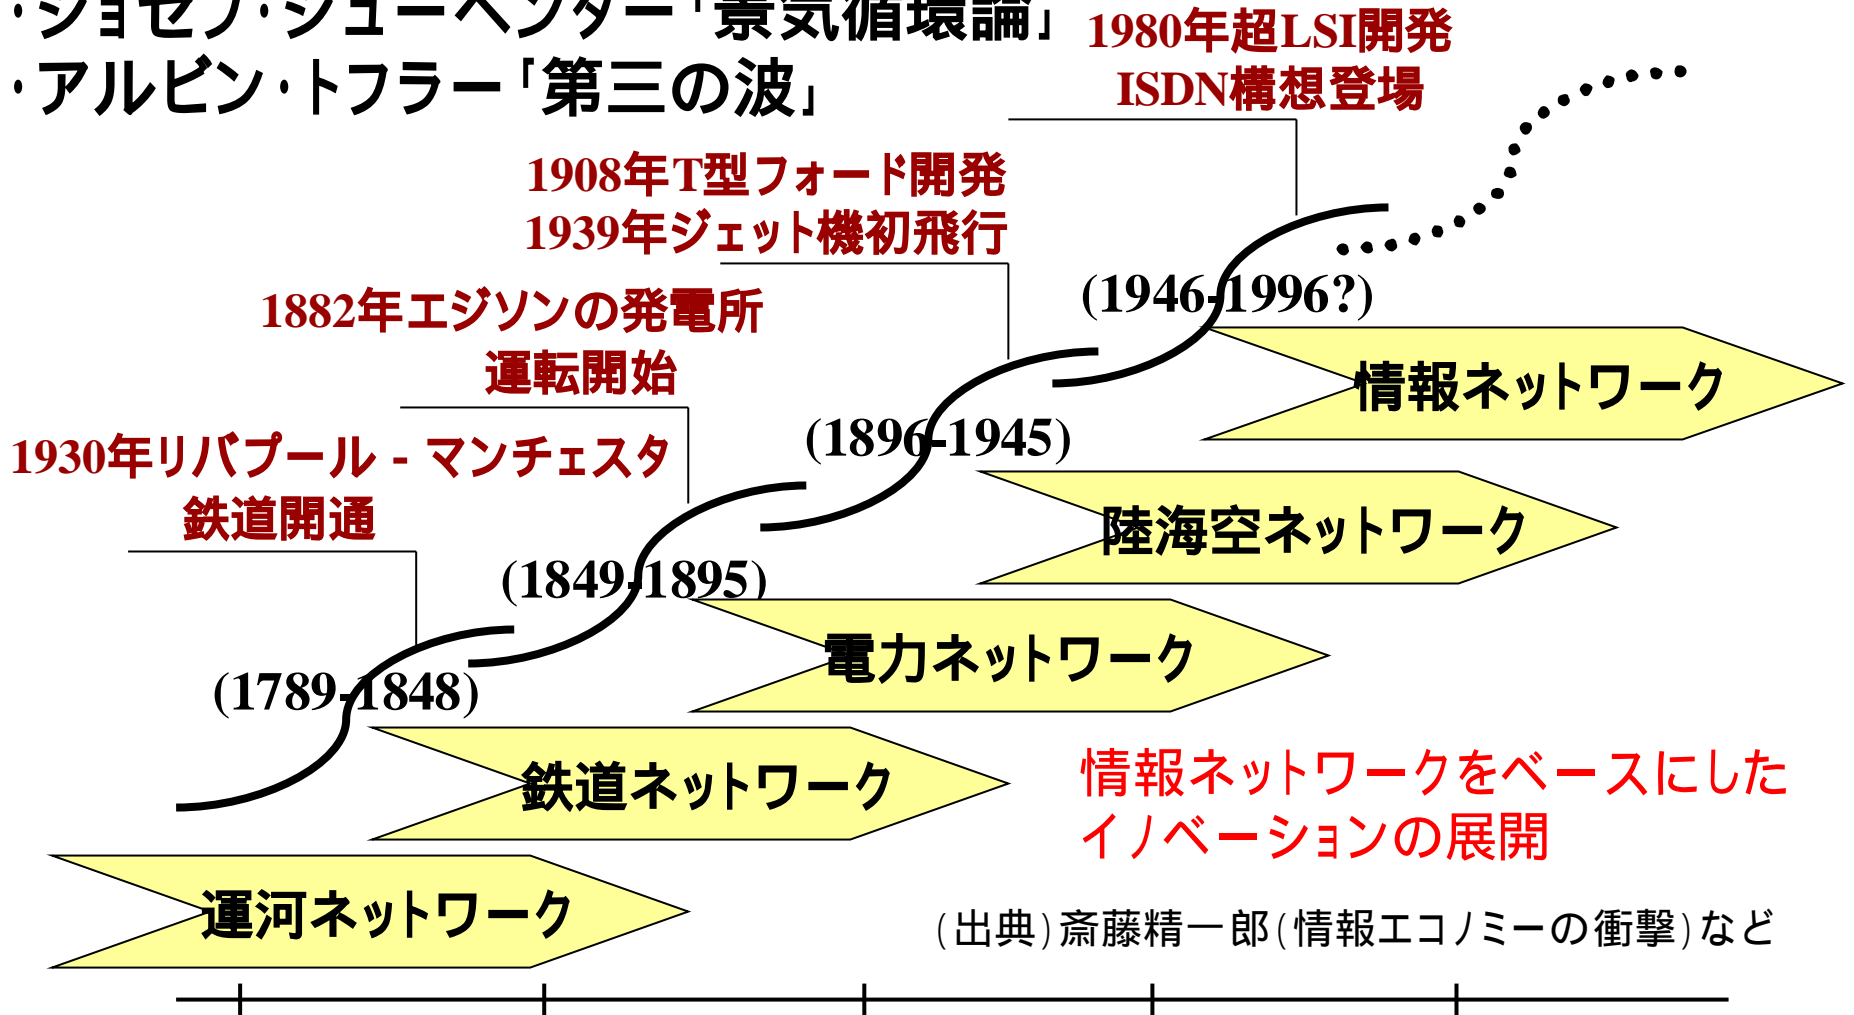 ・ジョセフ・シューペンター「景気循環論」
・アルビン・トフラー「第三の波」
1980年超LSI開発
ISDN構想登場
1908年T型フォード開発
1939年ジェット機初飛行
1882年エジソンの発電所
運転開始
1930年リバプール - マンチェスタ
鉄道開通
(1946-1996?)
(1896-1945)
(1849-1895)
(1789-1848)
情報ネットワーク
陸海空ネットワーク
電力ネットワーク
鉄道ネットワーク
運河ネットワーク
情報ネットワークをベースにした
イノベーションの展開
(出典)斎藤精一郎(情報エコノミーの衝撃)など